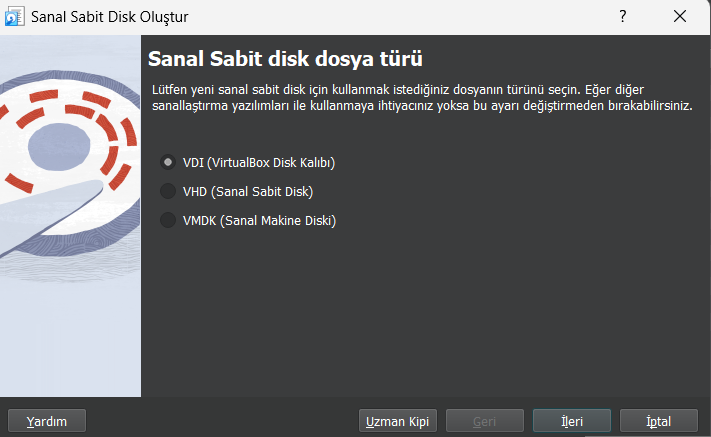 Sanal Sabit Disk Oluştur
?
Sanal Sabit disk dosya türü
Lütfen yeni sanal sabit disk için kullanmak istediğiniz dosyanın türünü seçin. Eğer diğer
sanallaştırma yazılımları ile kullanmaya ihtiyacınız yoksa bu ayarı değiştirmeden bırakabilirsiniz.
VDI (VirtualBox Disk Kalıbı)
VHD (Sanal Sabit Disk)
VMDK (Sanal Makine Diski)
Yardım Uzman Kipi Geri İleri İptal